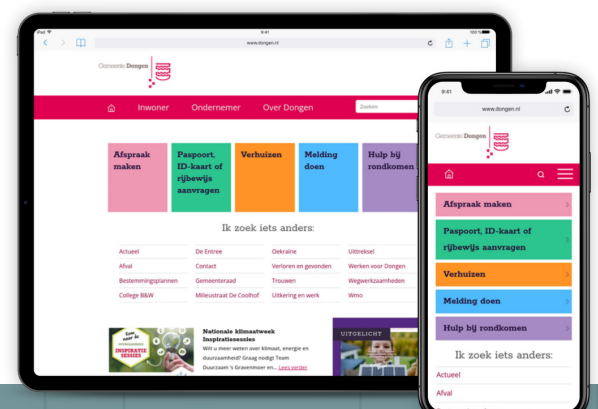 iPad
9:41
100 %
www.dongen.nl
Gemeente Dongen
Inwoner Ondernemer Over Dongen Zoeken
Afspraak
maken
Paspoort,
ID-kaart of
rijbewijs
aanvragen
Verhuizen
Melding
doen
Hulp bij
rondkomen
Ik zoek iets anders:
Actueel De Entree Oekraïne Uittreksel
Afval Contact Verloren en gevonden Werken voor Dongen
Bestemmingsplannen Gemeenteraad Trouwen Wegwerkzaamheden
College B&W Milieustraat De Coolhof Uitkering en werk Wmo
Kom
naar de
INSPIRATIE
SESSIES
Nationale klimaatweek
Inspiratiesessies
Wil u meer weten over klimaat, energie en
duurzaamheid? Graag nodigt Team
Duurzaam 's Gravenmoer en... Lees verder
UITGELICHT
9:41
www.dongen.nl
Gemeente Dongen
Afspraak maken
Paspoort, ID-kaart of
rijbewijs aanvragen
Verhuizen
Melding doen
Hulp bij rondkomen
Ik zoek iets anders:
Actueel
Afval